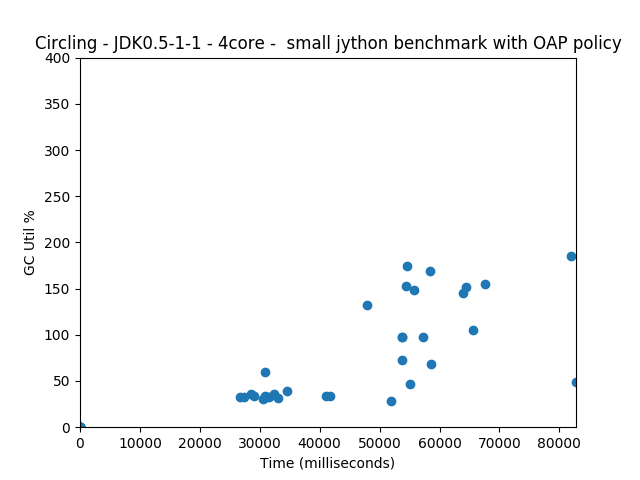 Circling - JDK0.5-1-1 - 4core -  small jython benchmark with OAP policy
400
350
300
250
200
150
100
50
0
GC Util %
0 10000 20000 30000 40000 50000 60000 70000 80000
Time (milliseconds)